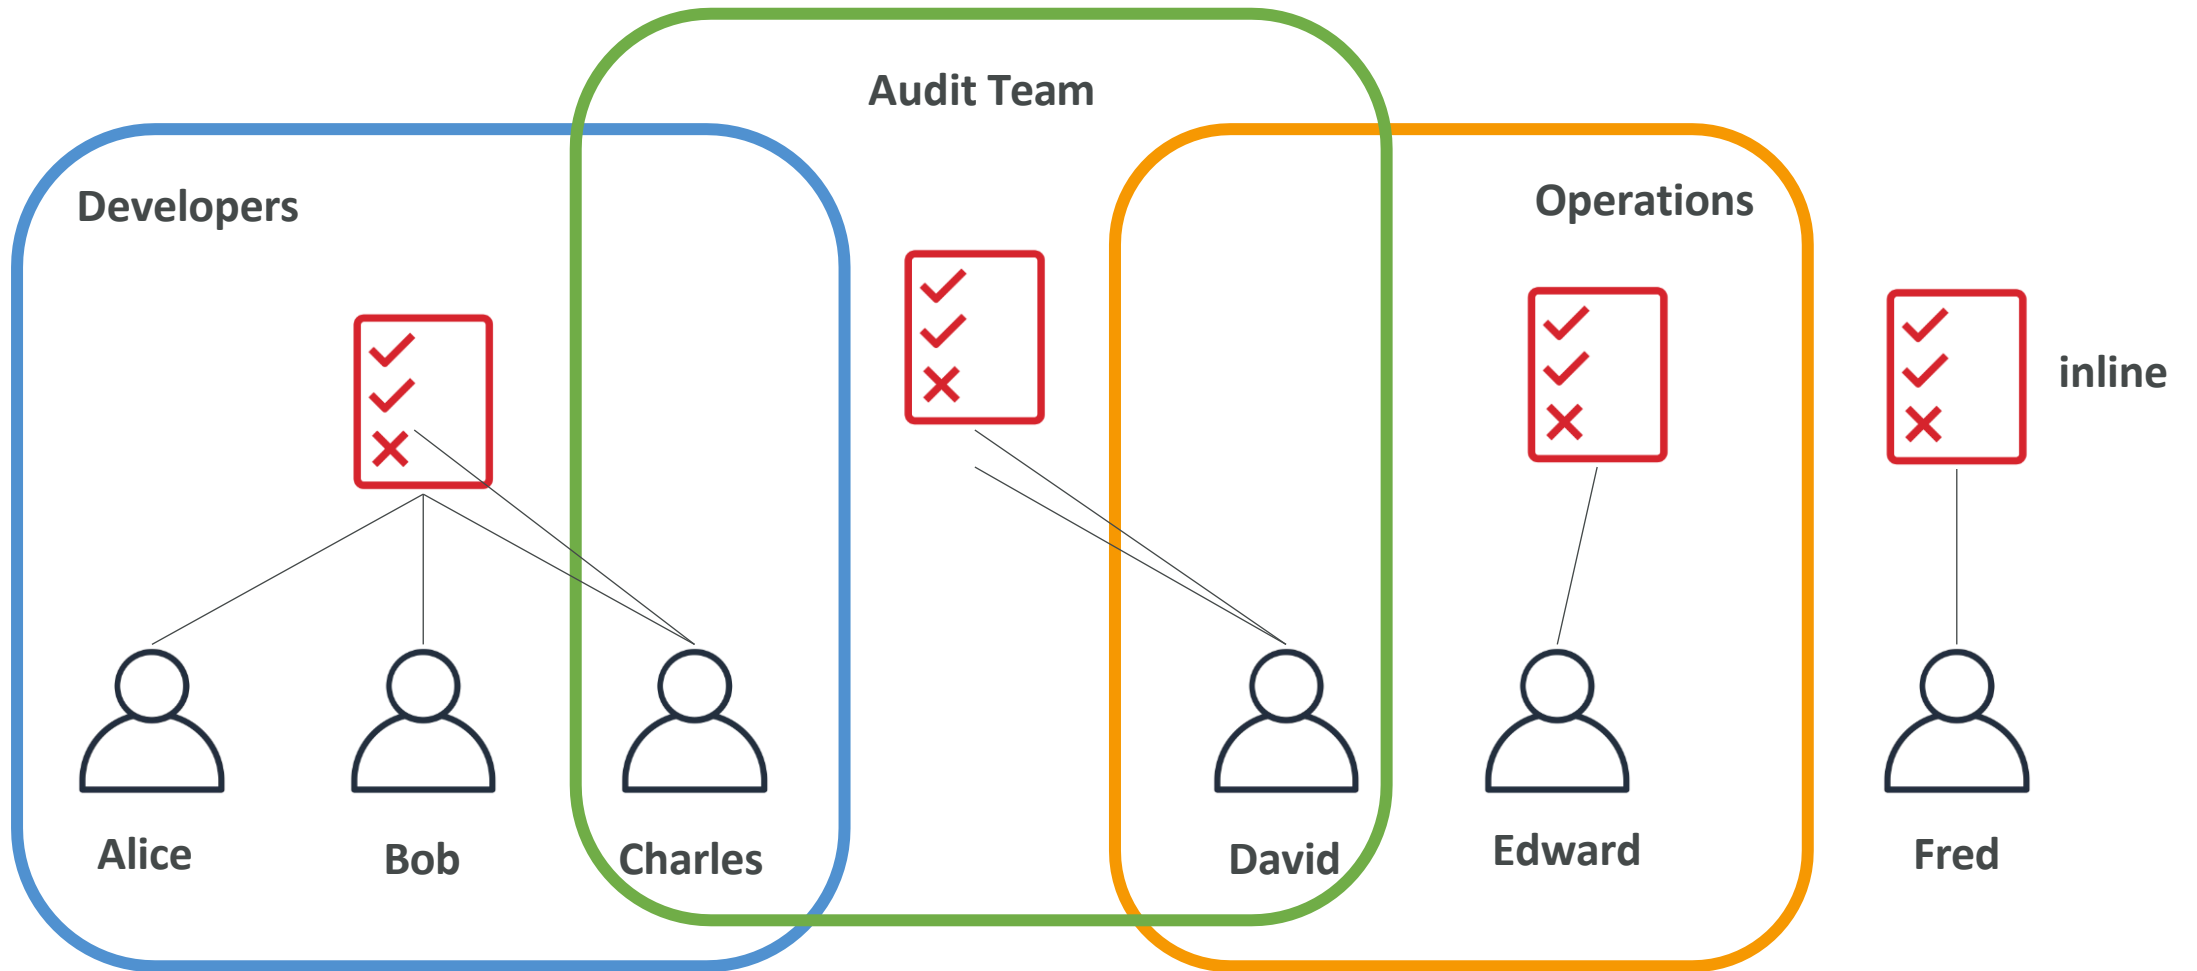 Audit Team
Developers
Operations
inline
Alice
Bob
Charles
David
Edward
Fred